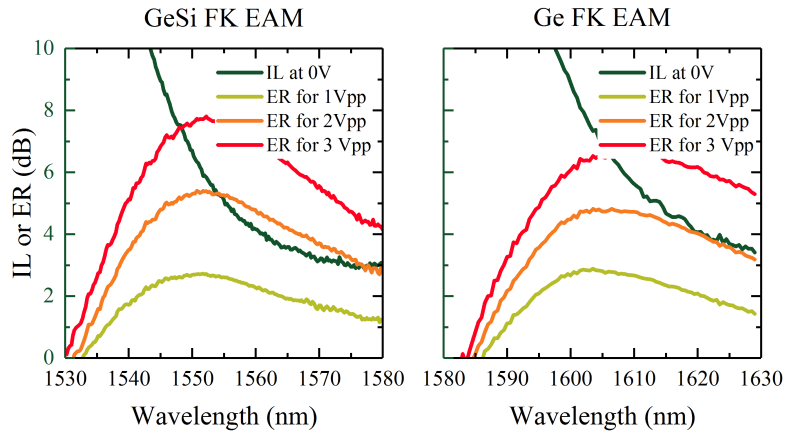 GeSi FK EAM
IL or ER (dB)
10
8
6
4
2
0
IL at 0V
ER for 1Vpp
ER for 2Vpp
ER for 3 Vpp
1530 1540 1550 1560 1570 1580
Wavelength (nm)
Ge FK EAM
IL at 0V
ER for 1Vpp
ER for 2Vpp
ER for 3 Vpp
1580 1590 1600 1610 1620 1630
Wavelength (nm)